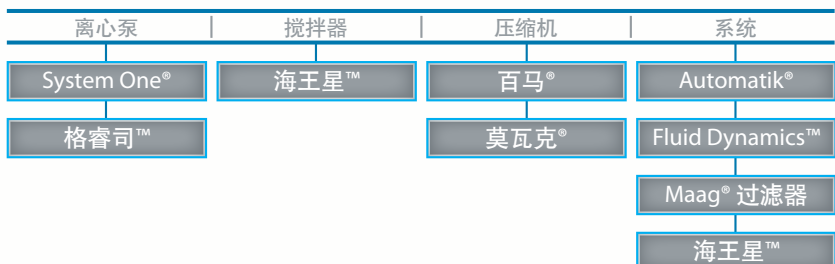 离心泵 | 搅拌器 | 压缩机 | 系统
System One® 海王星™ 百马® Automatik®
格睿司™ 莫瓦克® Fluid Dynamics™
Maag® 过滤器
海王星™